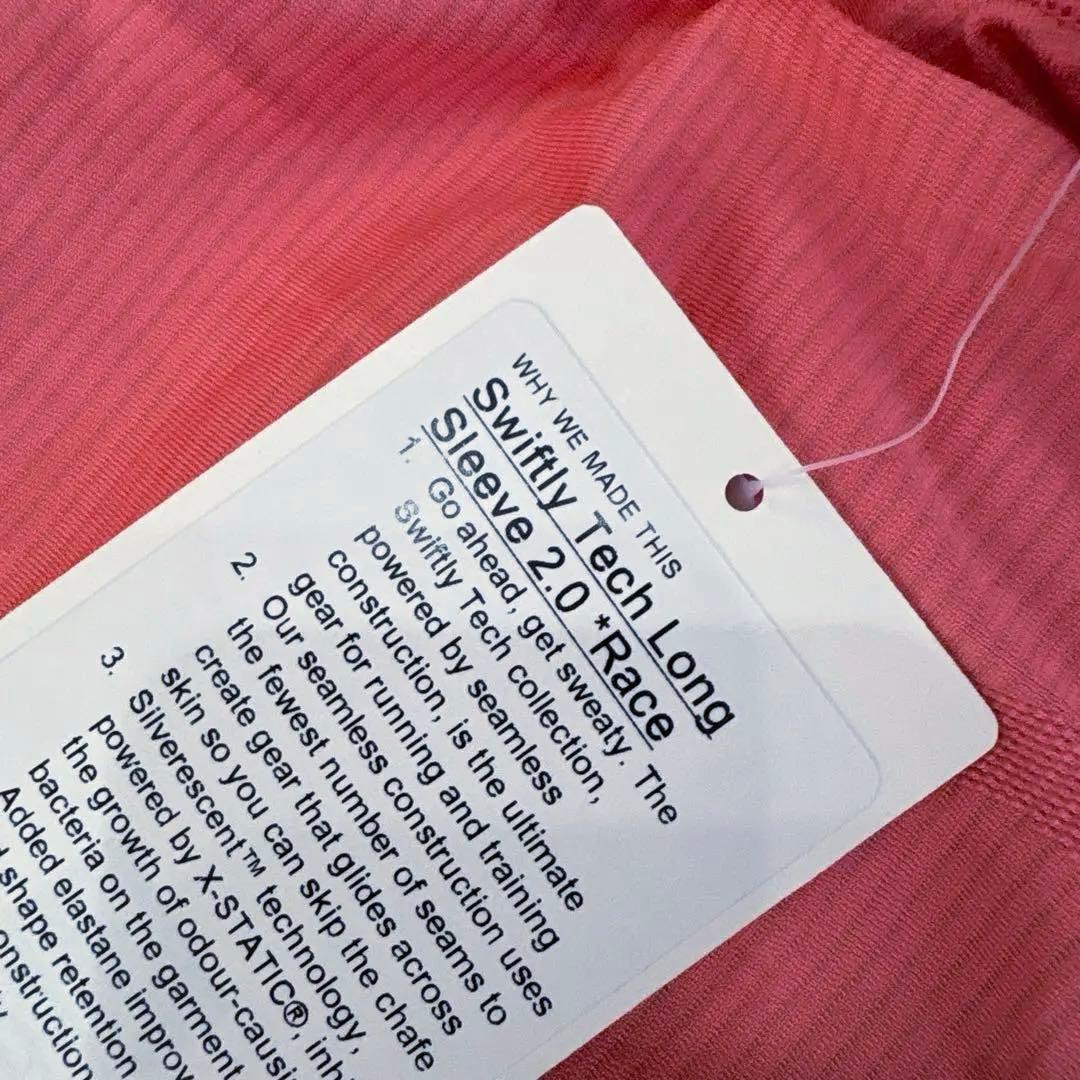 WHY WE MADE THIS
Swiftly Tech Long
Sleeve 2.0 *Race
1. Go ahead, get sweaty. The
Swiftly Tech collection,
powered by seamless
construction, is the ultimate
gear for running and training
2. Our seamless construction uses
the fewest number of seams to
create gear that glides across
skin so you can skip the chafe
3. Silverescent™ technology,
powered by X-STATIC®, inh
the growth of odour-causi
bacteria on the garment
Added elastane improv
shape retention
onstruction